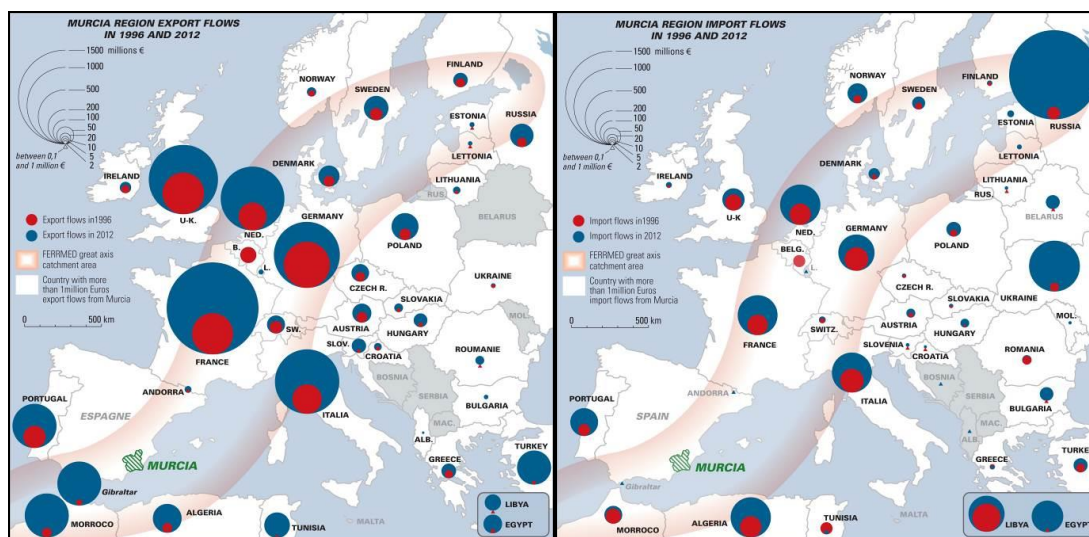 MURCIA REGION EXPORT FLOWS
IN 1996 AND 2012
1500 millions €
1000
500
200
100
50
20
10
5
2
between 0,1
and 1 million €
Export flows in1996
Export flows in 2012
FERRMED great axis
catchment area
Country with more
than 1million Euros
export flows from Murcia
0 500 km
NORWAY
FINLAND
SWEDEN
ESTONIA
RUSSIA
LETTONIA
DENMARK
LITHUANIA
RUS.
IRELAND
U-K.
NED.
GERMANY
POLAND
BELARUS
B.
L.
CZECH R.
UKRAINE
SLOVAKIA
AUSTRIA
HUNGARY
MOL.
SW.
SLOV.
CROATIA
ROUMANIE
FRANCE
BOSNIA
SERBIA
ANDORRA
BULGARIA
PORTUGAL
ESPAGNE
ITALIA
MAC.
ALB.
TURKEY
MURCIA
GREECE
Gibraltar
MORROCO
ALGERIA
TUNISIA
MALTA
LIBYA
EGYPT
MURCIA REGION IMPORT FLOWS
IN 1996 AND 2012
1500 millions €
1000
500
200
100
50
20
10
5
2
between 0,1
and 1 million €
Import flows in1996
Import flows in 2012
FERRMED great axis
catchment area
Country with more
than 1million Euros
import flows from Murcia
0 500 km
NORWAY
FINLAND
SWEDEN
RUSSIA
ESTONIA
LETTONIA
DENMARK
LITHUANIA
RUS.
IRELAND
U-K
NED.
GERMANY
POLAND
BELARUS
BELG.
L.
CZECH R.
UKRAINE
SLOVAKIA
MOL.
AUSTRIA
HUNGARY
SWITZ.
SLOVENIA
CROATIA
ROMANIA
FRANCE
BOSNIA
SERBIA
ANDORRA
BULGARIA
PORTUGAL
SPAIN
ITALIA
MAC.
ALB.
TURKEY
MURCIA
GREECE
Gibraltar
MORROCO
ALGERIA
TUNISIA
MALTA
LIBYA
EGYPT